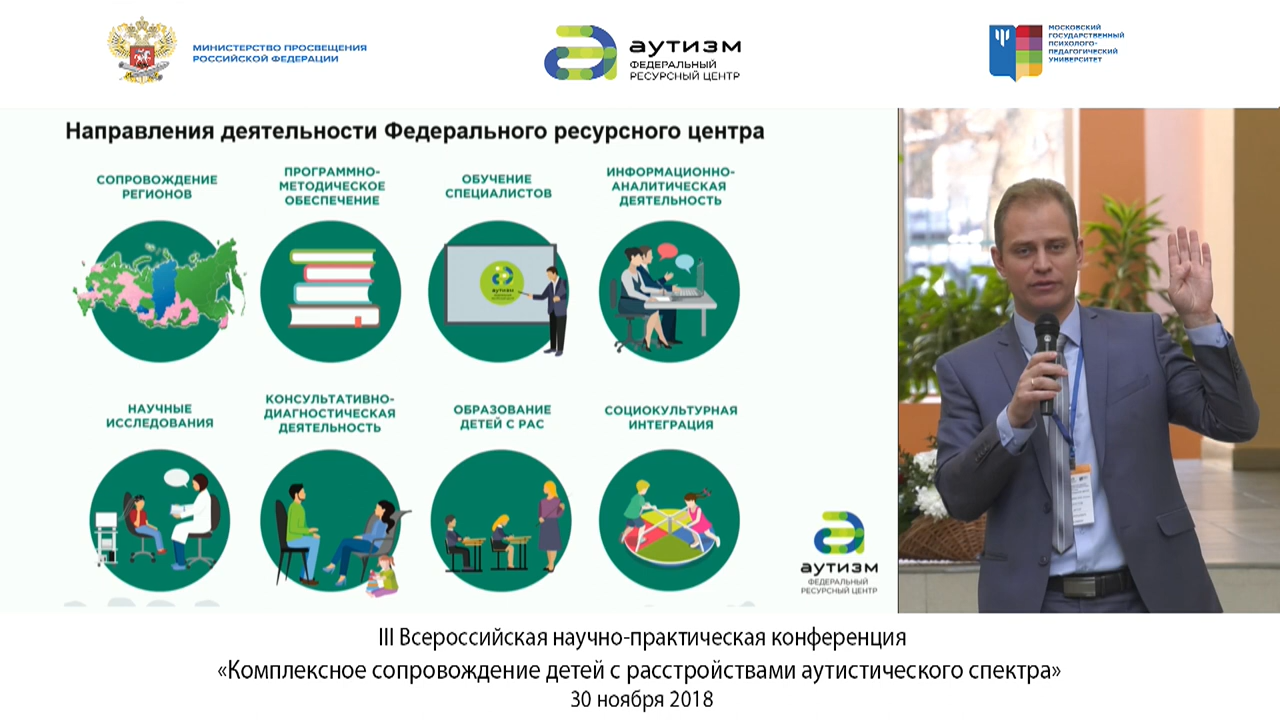 МИНИСТЕРСТВО ПРОСВЕЩЕНИЯ
РОССИЙСКОЙ ФЕДЕРАЦИИ
аутизм
ФЕДЕРАЛЬНЫЙ
РЕСУРСНЫЙ ЦЕНТР
МОСКОВСКИЙ
ГОСУДАРСТВЕННЫЙ
ПСИХОЛОГО-
ПЕДАГОГИЧЕСКИЙ
УНИВЕРСИТЕТ
Направления деятельности Федерального ресурсного центра
СОПРОВОЖДЕНИЕ
РЕГИОНОВ
ПРОГРАММНО-
МЕТОДИЧЕСКОЕ
ОБЕСПЕЧЕНИЕ
ОБУЧЕНИЕ
СПЕЦИАЛИСТОВ
ИНФОРМАЦИОННО-
АНАЛИТИЧЕСКАЯ
ДЕЯТЕЛЬНОСТЬ
аутизм
НАУЧНЫЕ
ИССЛЕДОВАНИЯ
КОНСУЛЬТАТИВНО-
ДИАГНОСТИЧЕСКАЯ
ДЕЯТЕЛЬНОСТЬ
ОБРАЗОВАНИЕ
ДЕТЕЙ С РАС
СОЦИОКУЛЬТУРНАЯ
ИНТЕГРАЦИЯ
аутизм
ФЕДЕРАЛЬНЫЙ
РЕСУРСНЫЙ ЦЕНТР
III Всероссийская научно-практическая конференция
«Комплексное сопровождение детей с расстройствами аутистического спектра»
30 ноября 2018